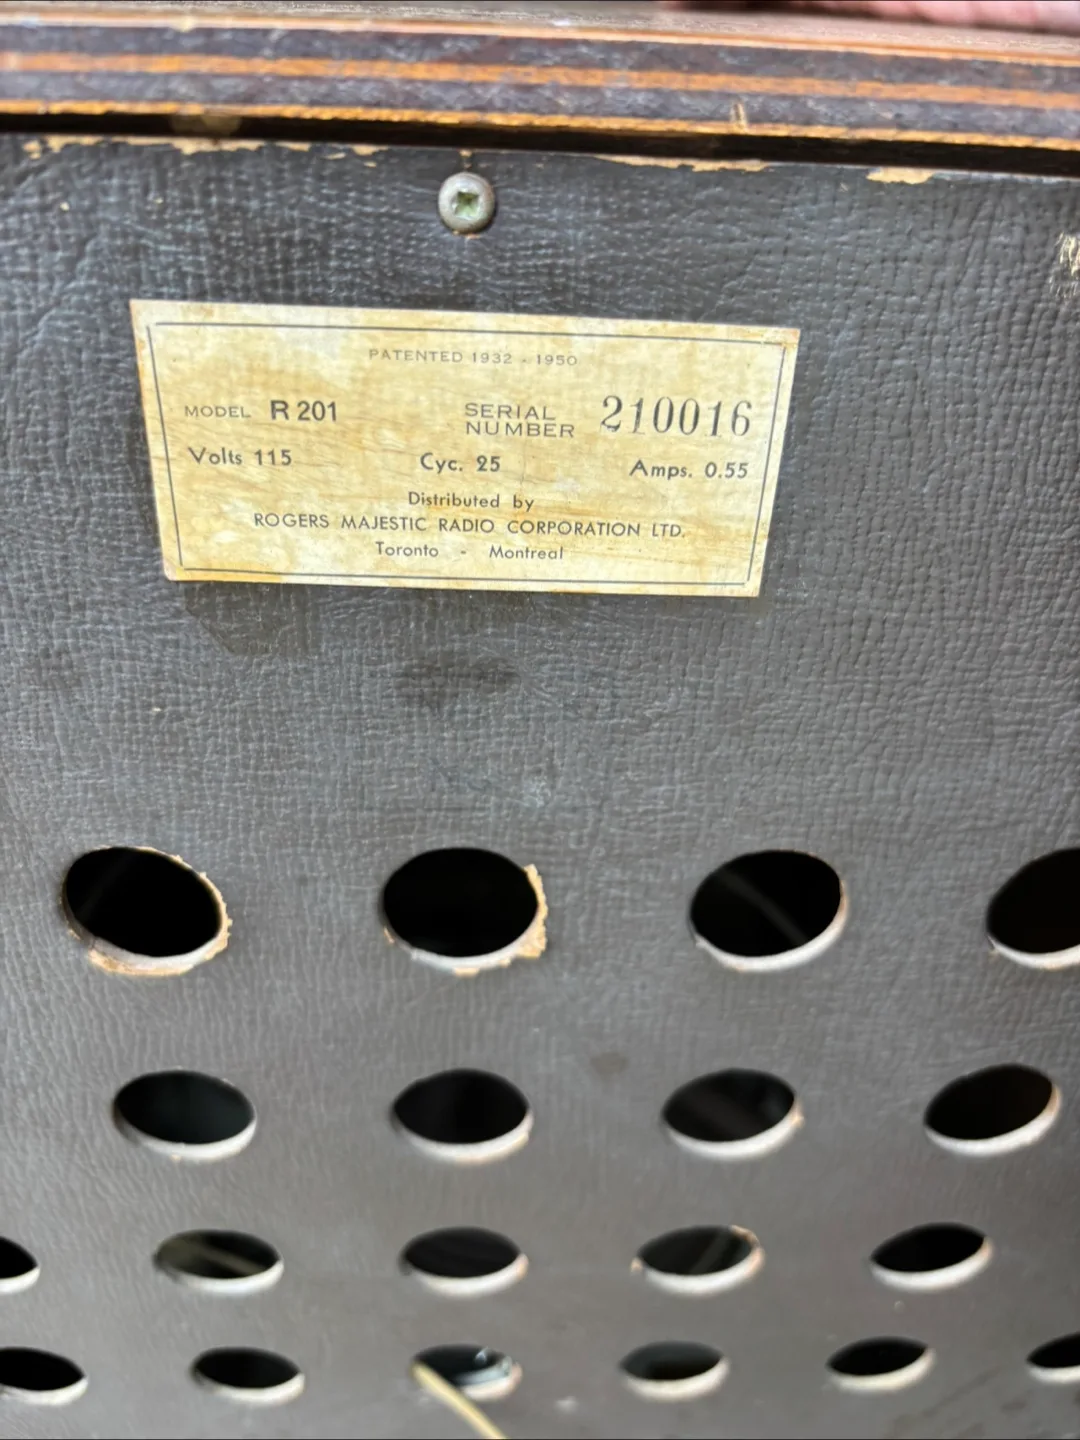 PATENTED 1932 - 1950
MODEL R 201 SERIAL NUMBER 210016
Volts 115 Cyc. 25 Amps. 0.55
Distributed by
ROGERS MAJESTIC RADIO CORPORATION LTD.
Toronto - Montreal